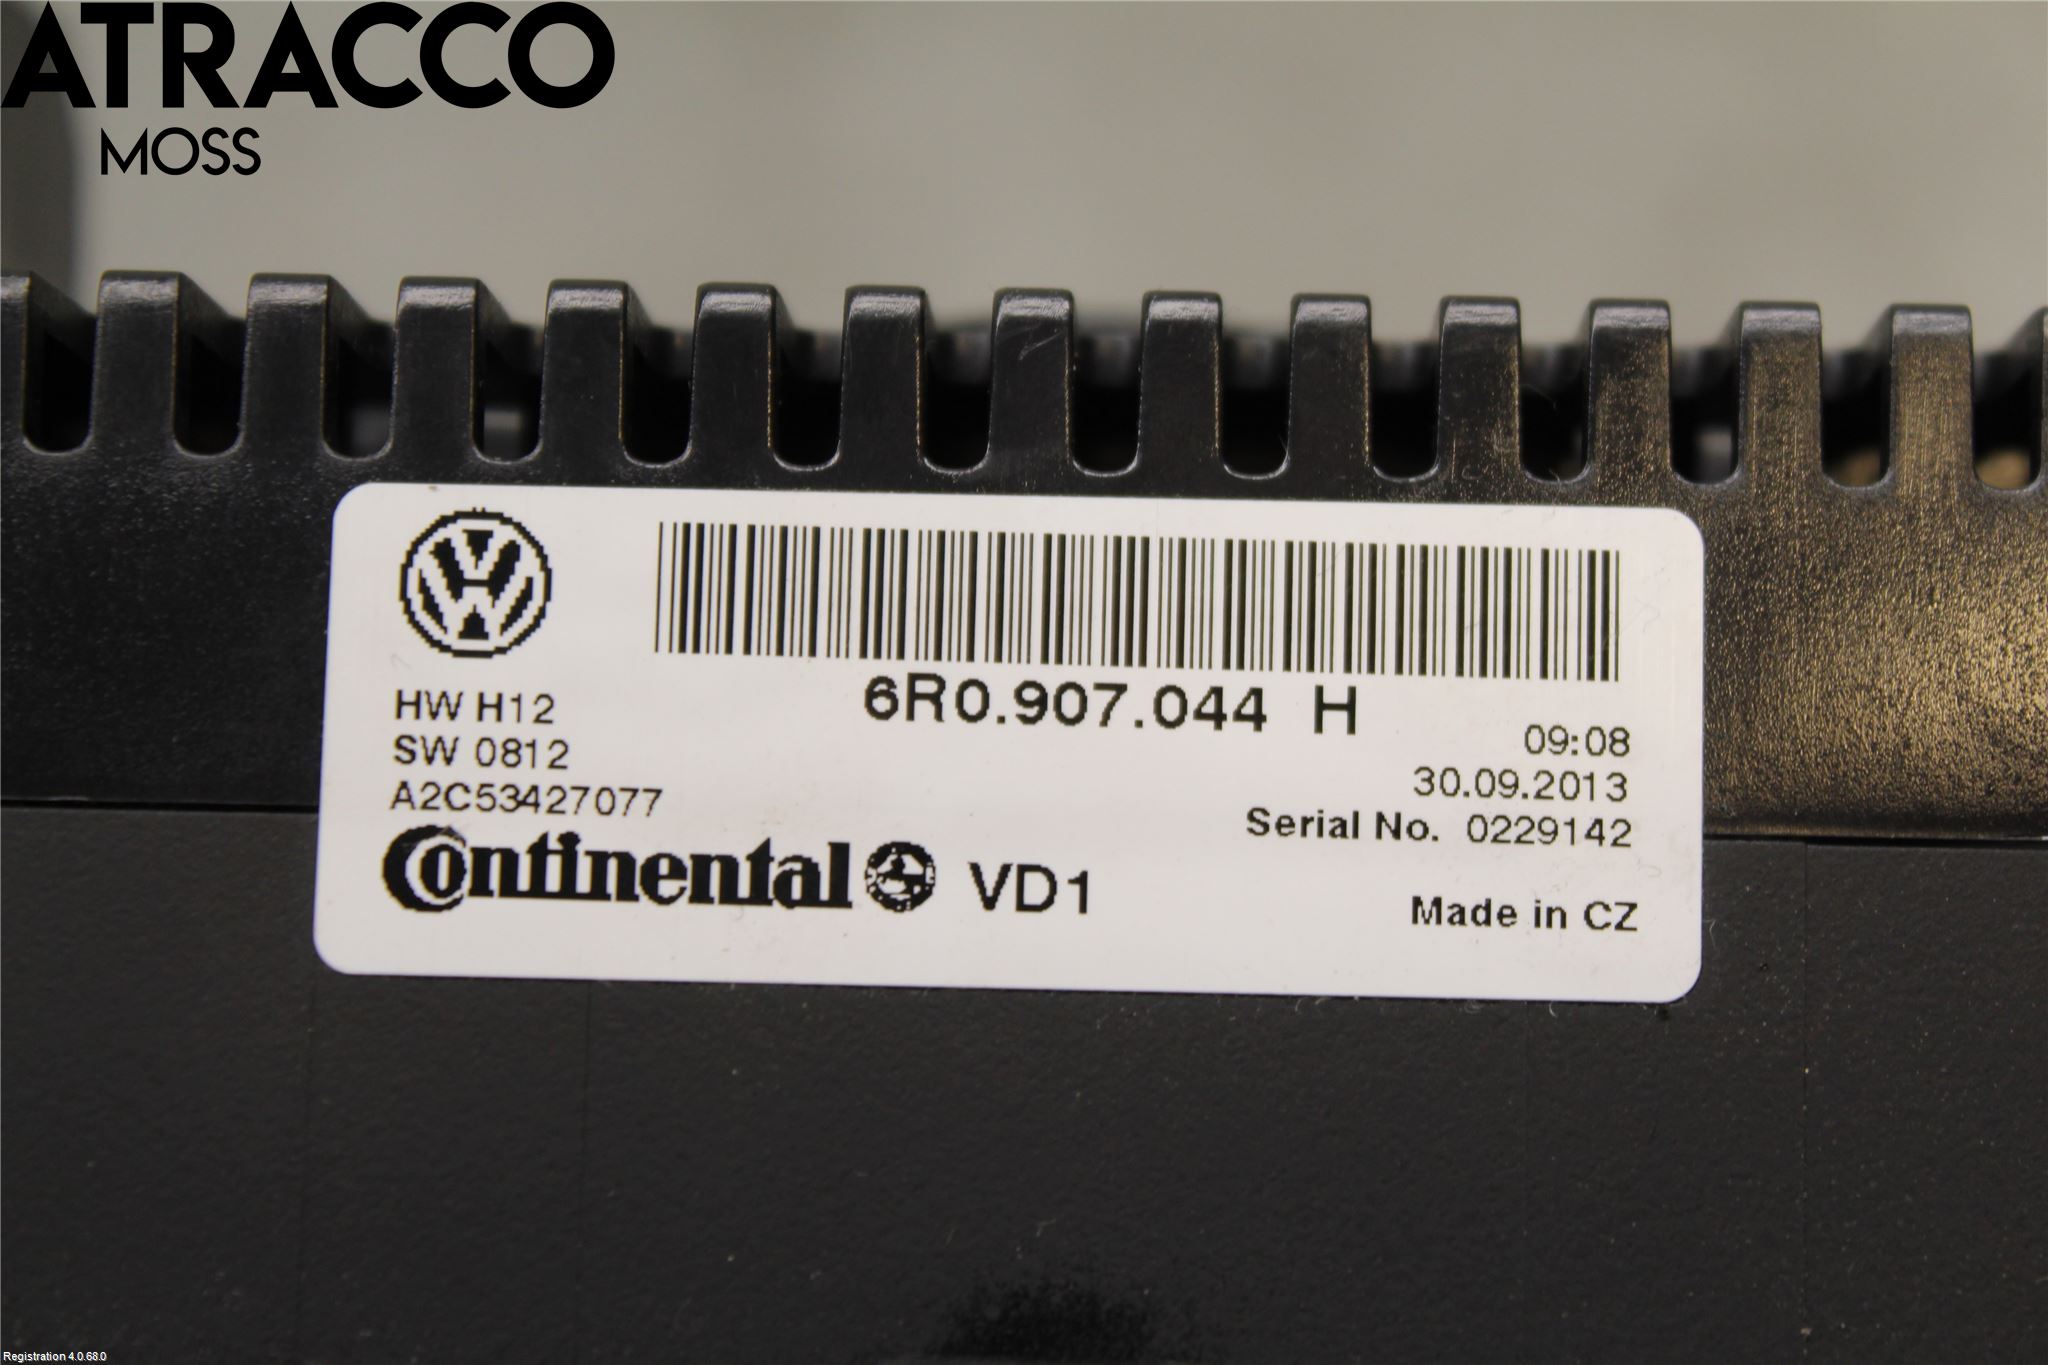 ATRACCO
MOSS
6R0.907.044 H
HW H12
SW 0812
A2C53427077
09:08
30.09.2013
Serial No. 0229142
Continental VD1
Made in CZ
Registration 4.0.68.0